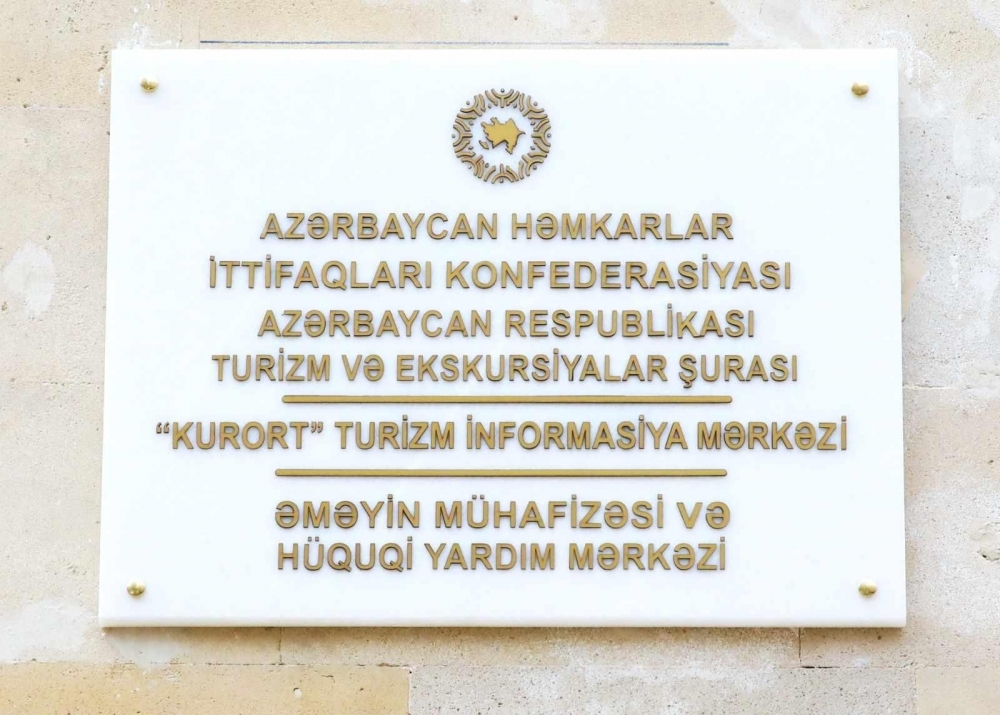 AZƏRBAYCAN HƏMKARLAR
İTTİFAQLARI KONFEDERASİYASI
AZƏRBAYCAN RESPUBLİKASI
TURİZM VƏ EKSKURSİYALAR ŞURASI
“KURORT” TURİZM İNFORMASİYA MƏRKƏZİ
ƏMƏYİN MÜHAFİZƏSİ VƏ
HÜQUQİ YARDIM MƏRKƏZİ